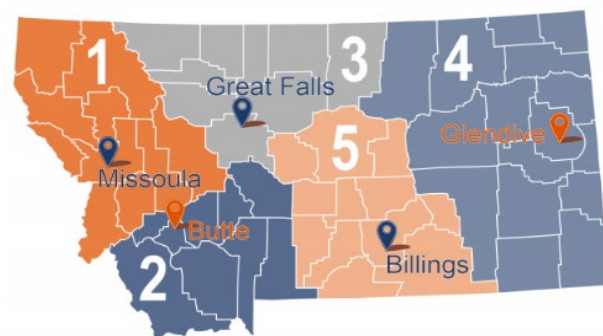 1
3
4
Great Falls
Glendive
5
Missoula
Butte
Billings
2